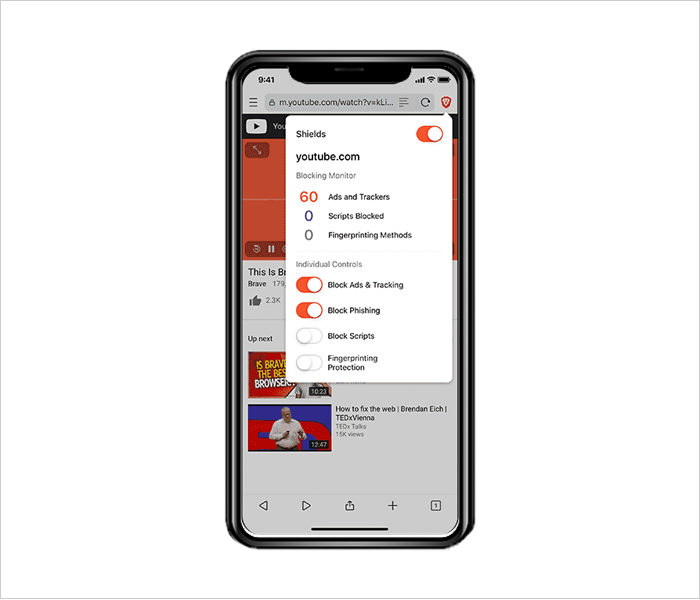 9:41
m.youtube.com/watch?v=kLi...
You
Shields
youtube.com
Blocking Monitor
60 Ads and Trackers
0 Scripts Blocked
0 Fingerprinting Methods
Individual Controls
Block Ads & Tracking
Block Phishing
Block Scripts
Fingerprinting
Protection
This Is Br
Brave 179,
2.3K
Up next
IS BRAVE
THE BES
BROWSER
10:23
How to fix the web | Brendan Eich |
TEDxVienna
TEDx Talks
15K views
12:47
1